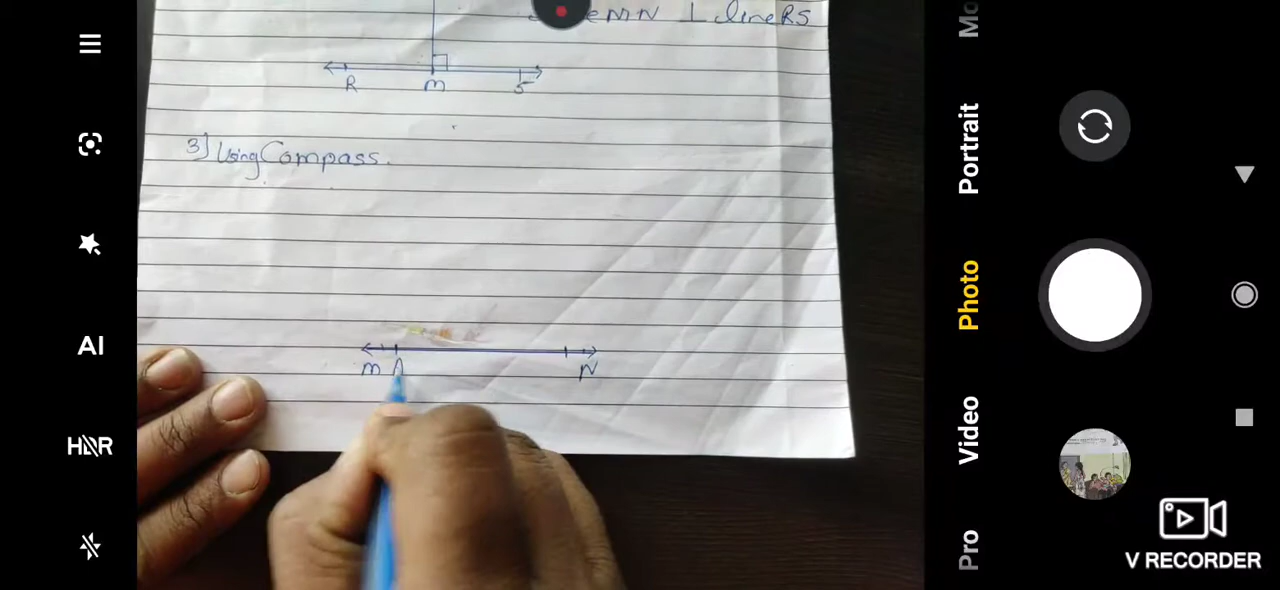 MN ⊥ line RS
R M S
3] Using Compass.
M A N
Mo
Portrait
Photo
Video
Pro
AI
HDR
V RECORDER